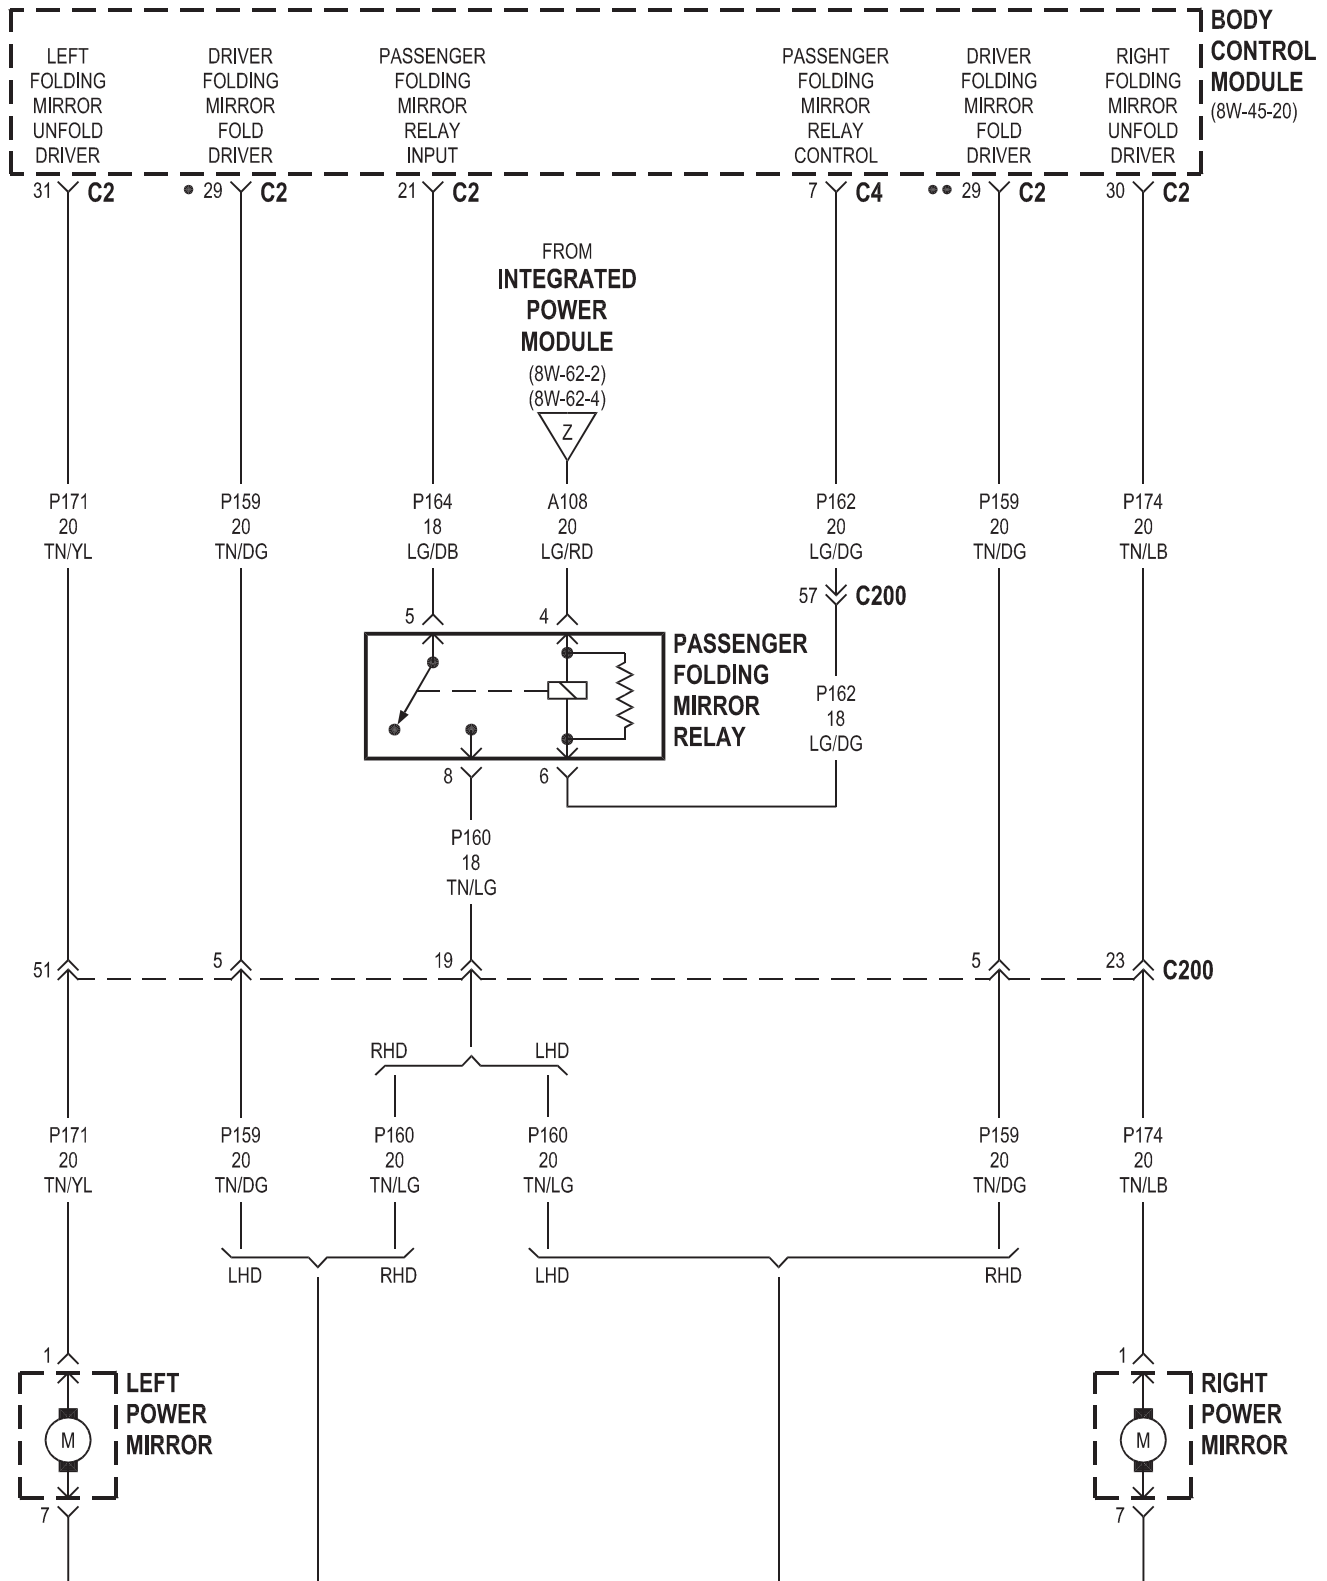 BODY
CONTROL
MODULE
(8W-45-20)
LEFT
FOLDING
MIRROR
UNFOLD
DRIVER
DRIVER
FOLDING
MIRROR
FOLD
DRIVER
PASSENGER
FOLDING
MIRROR
RELAY
INPUT
PASSENGER
FOLDING
MIRROR
RELAY
CONTROL
DRIVER
FOLDING
MIRROR
FOLD
DRIVER
RIGHT
FOLDING
MIRROR
UNFOLD
DRIVER
31 C2
29 C2
21 C2
7 C4
29 C2
30 C2
FROM
INTEGRATED
POWER
MODULE
(8W-62-2)
(8W-62-4)
Z
P171
20
TN/YL
P159
20
TN/DG
P164
18
LG/DB
A108
20
LG/RD
P162
20
LG/DG
P159
20
TN/DG
P174
20
TN/LB
57 C200
5
4
PASSENGER
FOLDING
MIRROR
RELAY
P162
18
LG/DG
8
6
P160
18
TN/LG
51
5
19
5
23
C200
RHD
LHD
P171
20
TN/YL
P159
20
TN/DG
P160
20
TN/LG
P160
20
TN/LG
P159
20
TN/DG
P174
20
TN/LB
LHD
RHD
LHD
RHD
1
LEFT
POWER
MIRROR
M
7
1
RIGHT
POWER
MIRROR
M
7